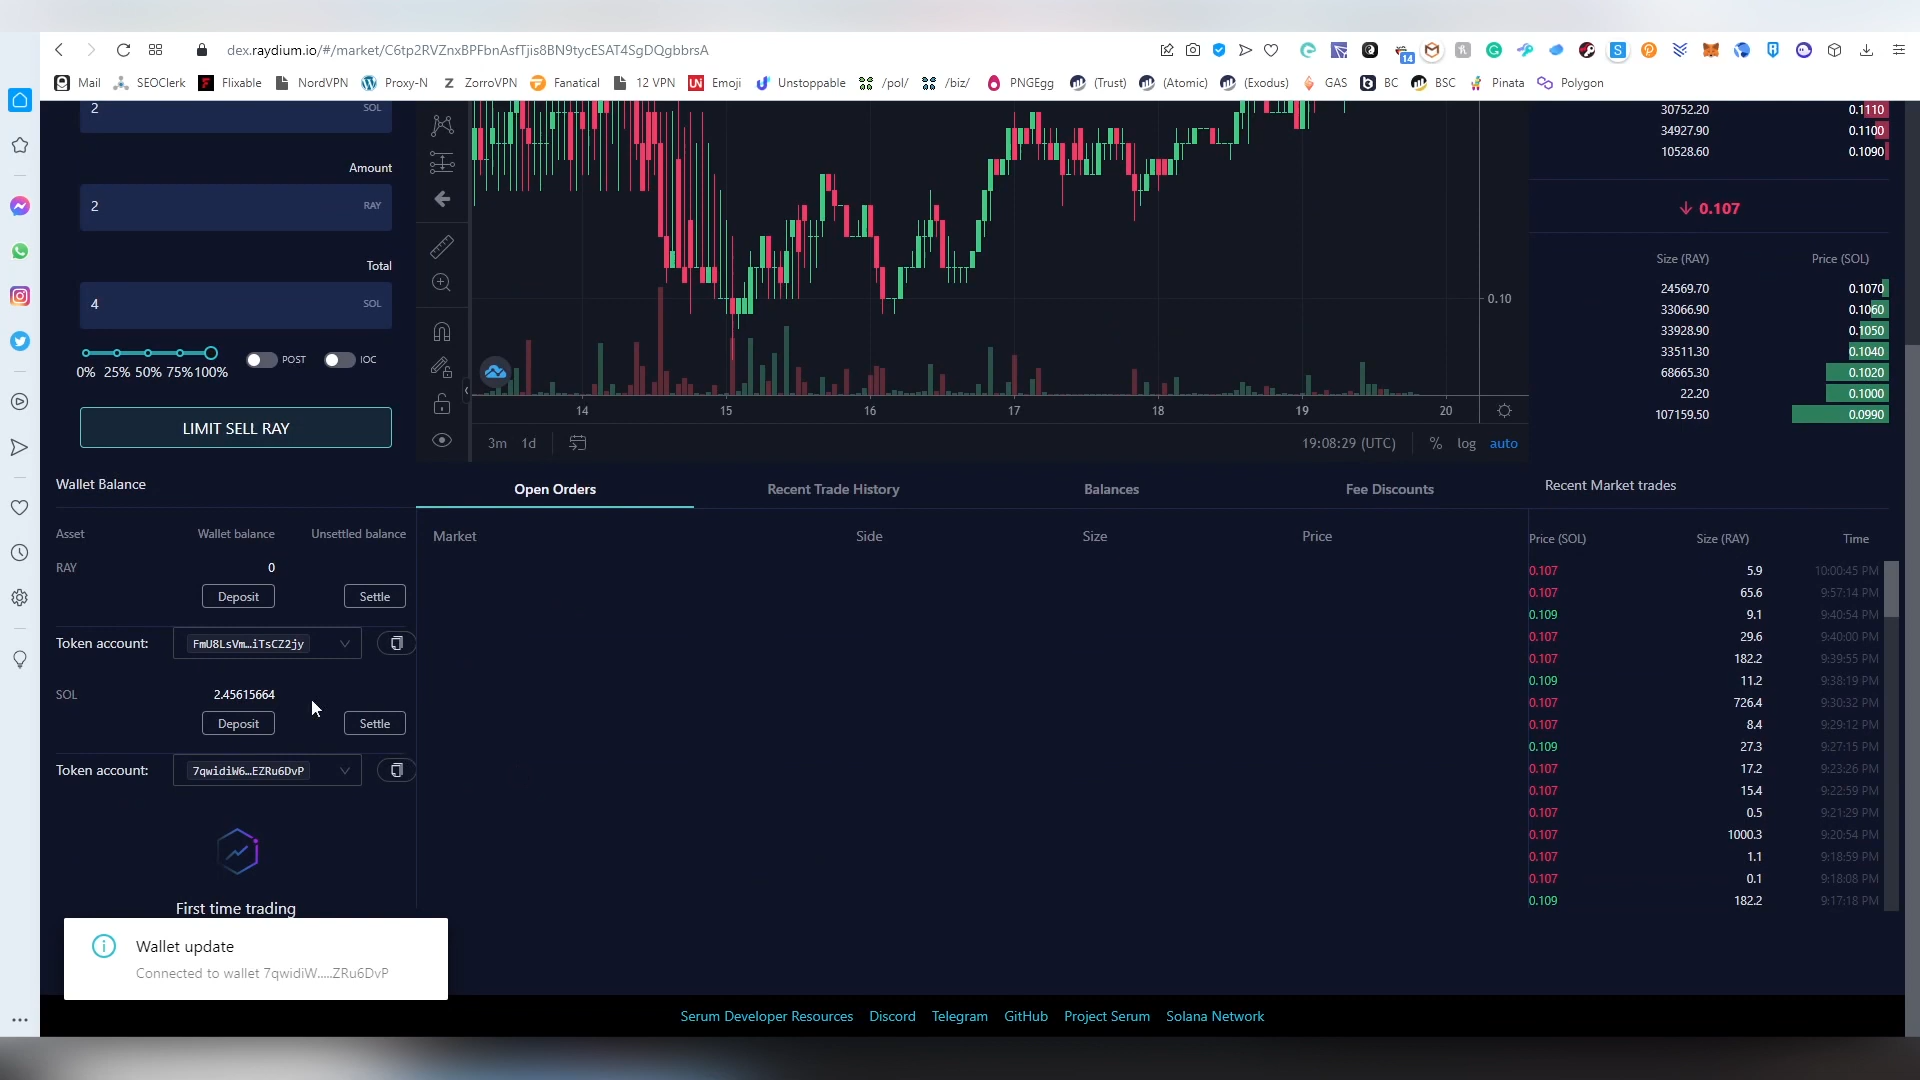 dex.raydium.io/#/market/C6tp2RVZnxBPFbnAsfTjis8BN9tycESAT4SgDQgbbrsA
14
Mail SEOClerk Flixable NordVPN Proxy-N ZorroVPN Fanatical 12 VPN Emoji Unstoppable /pol/ /biz/ PNGEgg (Trust) (Atomic) (Exodus) GAS BC BSC Pinata Polygon
2 SOL
Amount
2 RAY
Total
4 SOL
POST IOC
0% 25% 50% 75% 100%
LIMIT SELL RAY
0.10
14 15 16 17 18 19 20
3m 1d 19:08:29 (UTC) % log auto
30752.20 0.1110
34927.90 0.1100
10528.60 0.1090
↓ 0.107
Size (RAY) Price (SOL)
24569.70 0.1070
33066.90 0.1060
33928.90 0.1050
33511.30 0.1040
68665.30 0.1020
22.20 0.1000
107159.50 0.0990
Wallet Balance
Asset Wallet balance Unsettled balance
RAY 0
Deposit Settle
Token account: FmU8LsVm…iTsCZ2jy
SOL 2.45615664
Deposit Settle
Token account: 7qwidiW6…EZRu6DvP
First time trading
Wallet update
Connected to wallet 7qwidiW.....ZRu6DvP
Open Orders Recent Trade History Balances Fee Discounts
Market Side Size Price
Recent Market trades
Price (SOL) Size (RAY) Time
0.107 5.9 10:00:45 PM
0.107 65.6 9:57:14 PM
0.109 9.1 9:40:54 PM
0.107 29.6 9:40:00 PM
0.107 182.2 9:39:55 PM
0.109 11.2 9:38:19 PM
0.107 726.4 9:30:32 PM
0.107 8.4 9:29:12 PM
0.109 27.3 9:27:15 PM
0.107 17.2 9:23:26 PM
0.107 15.4 9:22:59 PM
0.107 0.5 9:21:29 PM
0.107 1000.3 9:20:54 PM
0.107 1.1 9:18:59 PM
0.107 0.1 9:18:08 PM
0.109 182.2 9:17:18 PM
Serum Developer Resources Discord Telegram GitHub Project Serum Solana Network